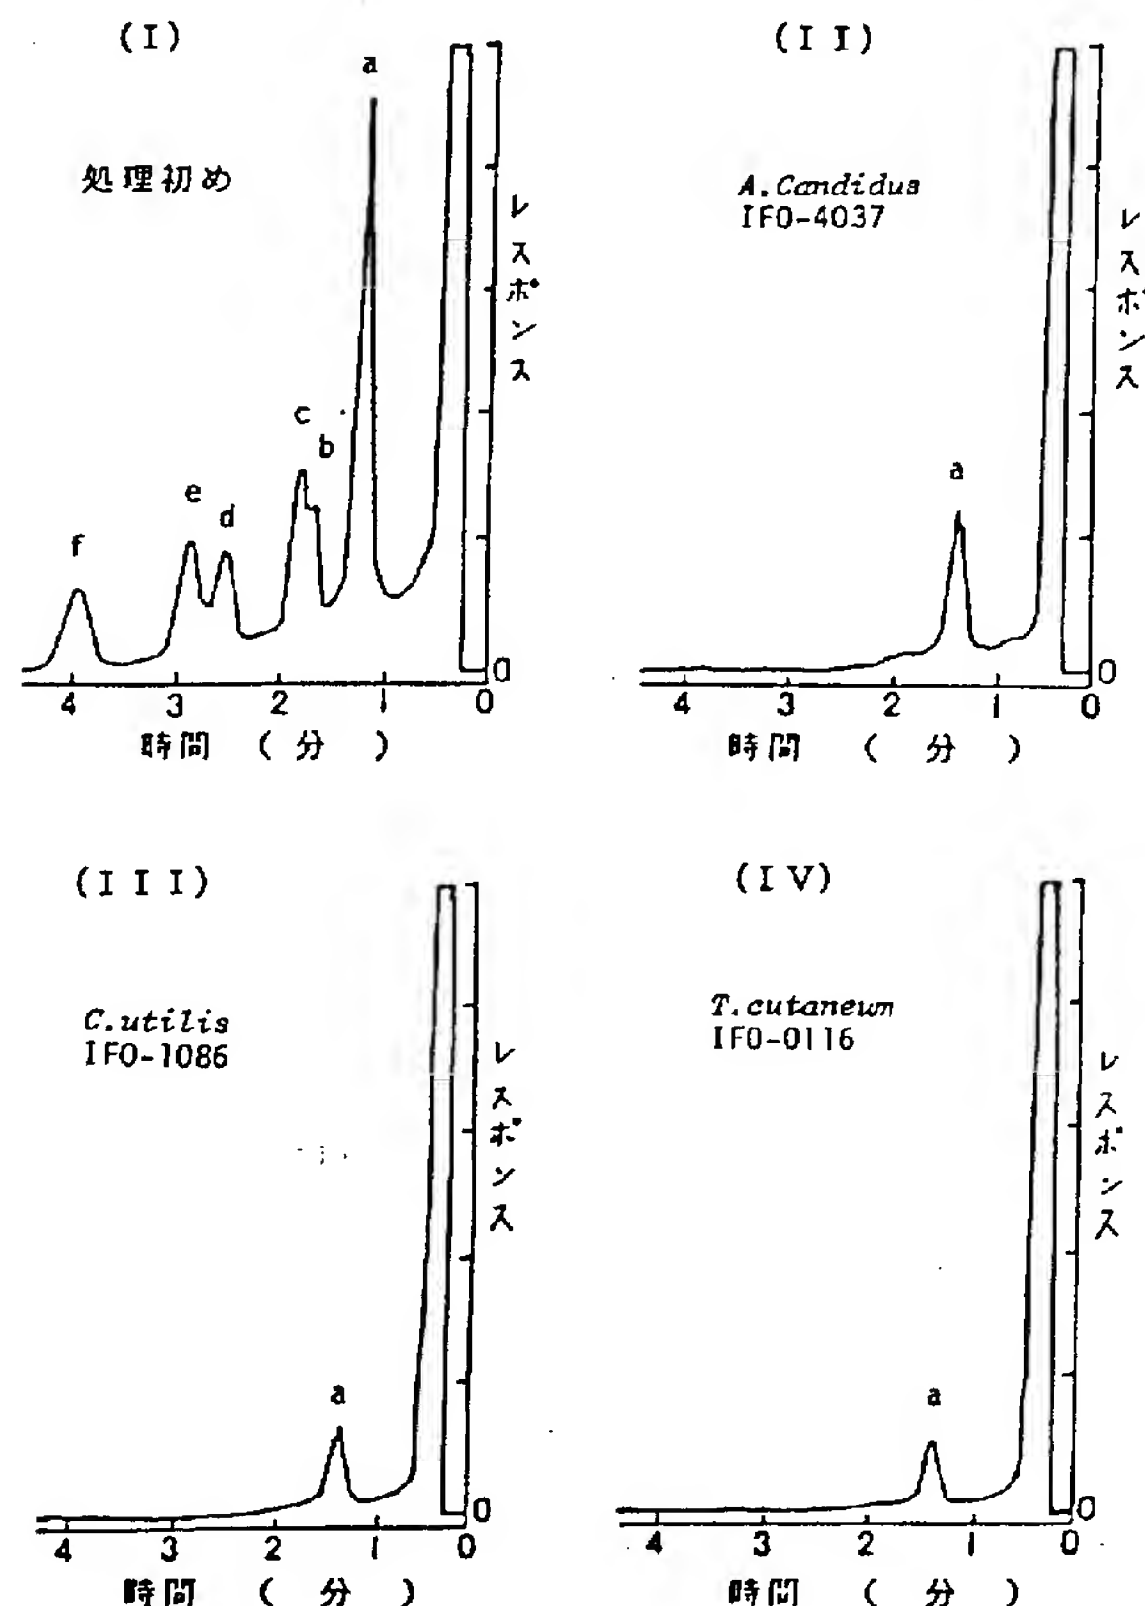 (I)
a
処理初め
c
b
e
d
f
レスポンス
0
4 3 2 1 0
時間 (分)
(II)
A.Candidus
IFO-4037
a
レスポンス
0
4 3 2 1 0
時間 (分)
(III)
C.utilis
IFO-1086
a
レスポンス
0
4 3 2 1 0
時間 (分)
(IV)
T.cutaneum
IFO-0116
a
レスポンス
0
4 3 2 1 0
時間 (分)